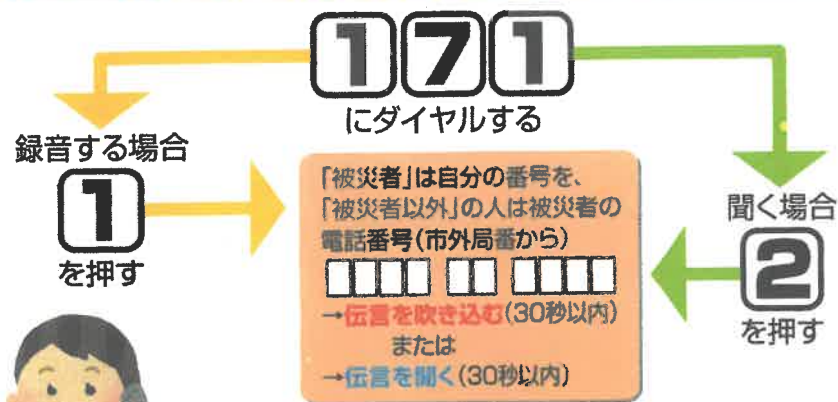 171
にダイヤルする
録音する場合
1
を押す
「被災者」は自分の番号を、
「被災者以外」の人は被災者の
電話番号(市外局番から)
→伝言を吹き込む(30秒以内)
または
→伝言を聞く(30秒以内)
聞く場合
2
を押す